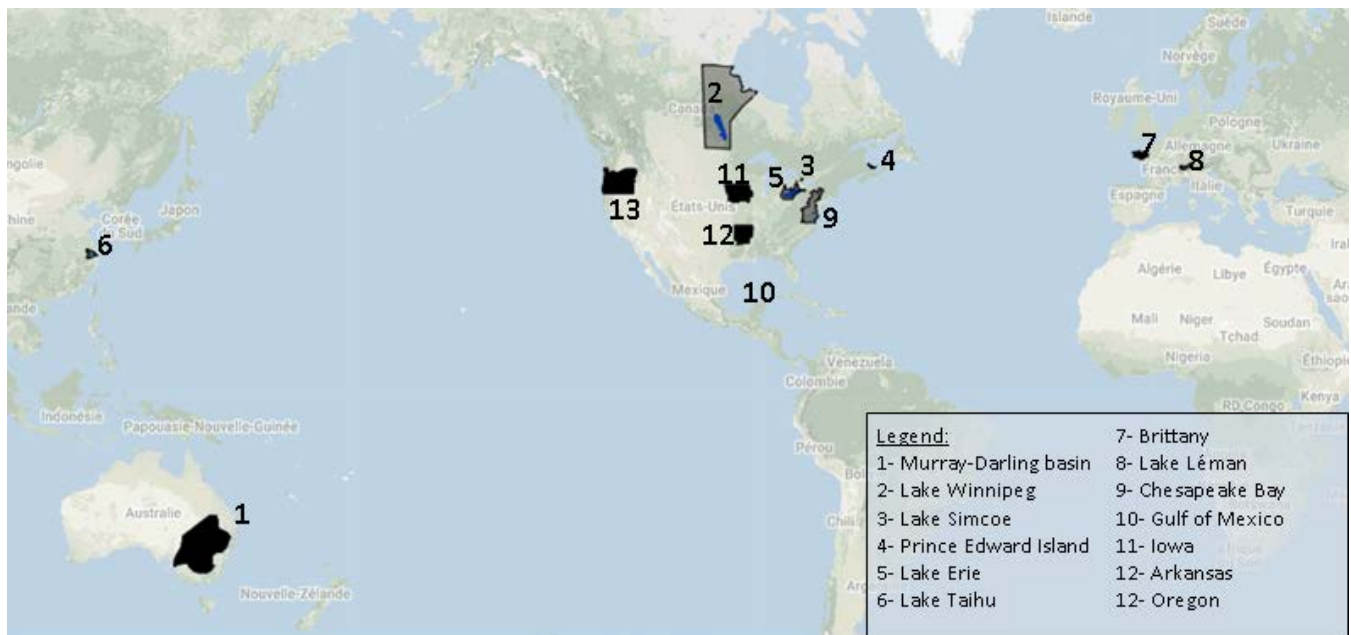 Islande
Suède
Norvège
Canada
Royaume-Uni
Pologne
Allemagne
Ukraine
ongolie
France
Italie
Espagne
Turquie
États-Unis
Japon
Corée
du Sud
hine
Algérie
Libye
Égypte
Mexique
Mali
Niger
Tchad
Soudan
Nigeria
Éthiopie
Venezuela
Colombie
RD Congo
Kenya
Indonésie
Papouasie-Nouvelle-Guinée
Pérou
Australie
Nouvelle-Zélande
2
3
4
5
11
13
9
12
10
7
8
6
1
Legend:
1- Murray-Darling basin
2- Lake Winnipeg
3- Lake Simcoe
4- Prince Edward Island
5- Lake Erie
6- Lake Taihu
7- Brittany
8- Lake Léman
9- Chesapeake Bay
10- Gulf of Mexico
11- Iowa
12- Arkansas
12- Oregon